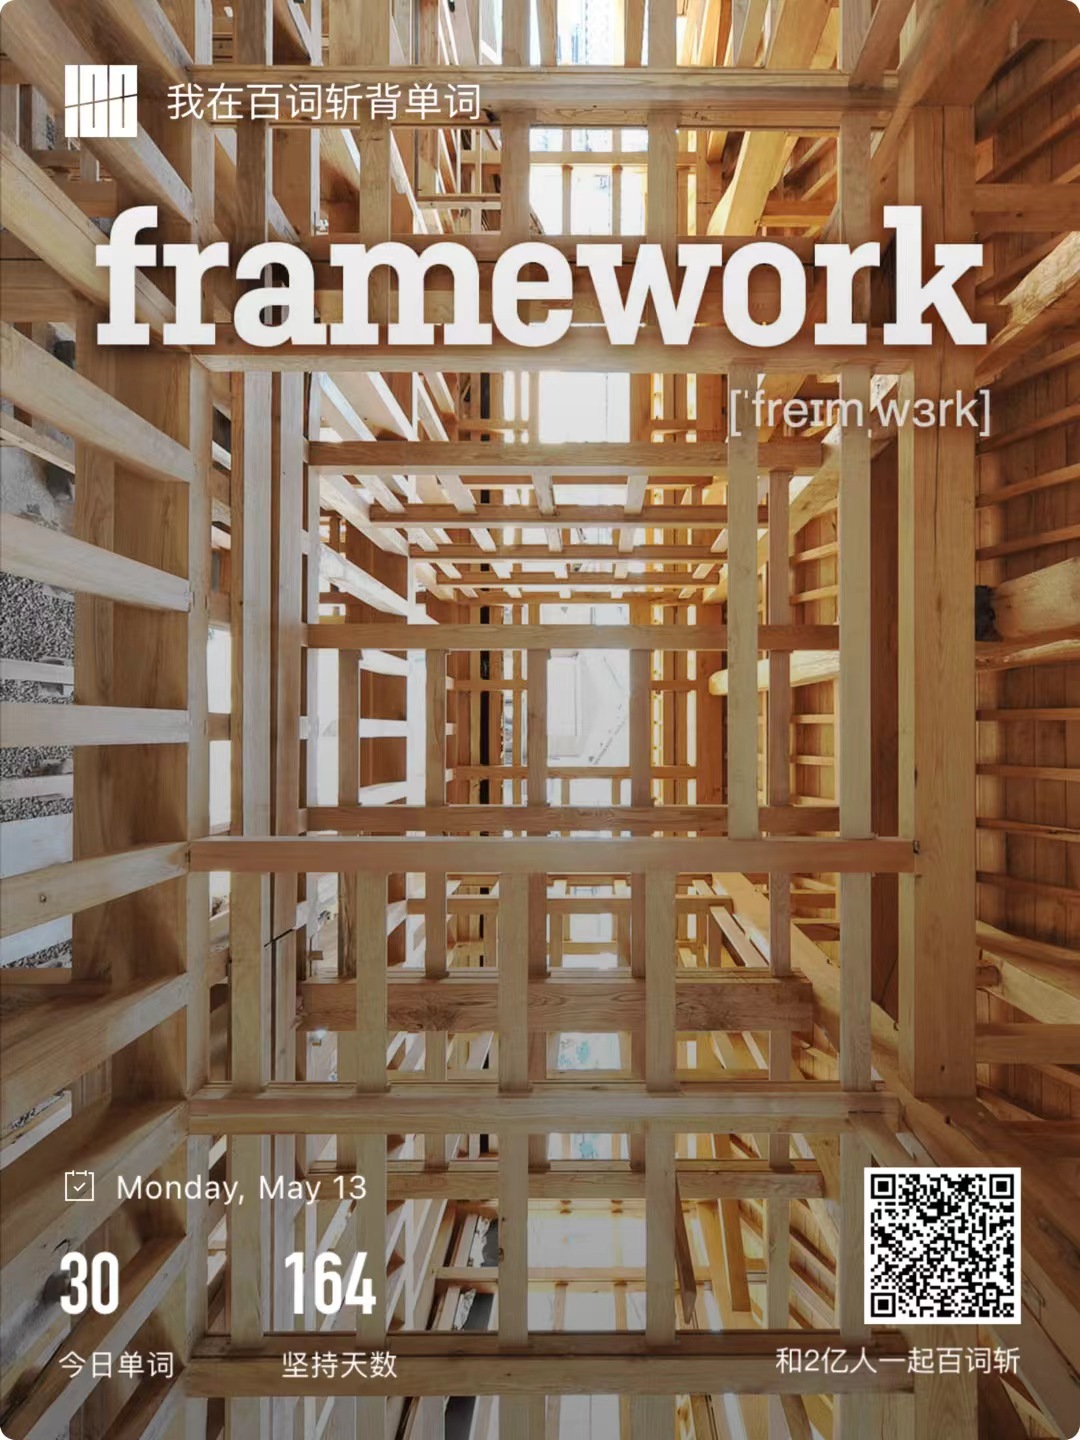 100
我在百词斩背单词
framework
[ˈfreɪmˌwɜrk]
Monday, May 13
30
164
今日单词
坚持天数
和2亿人一起百词斩